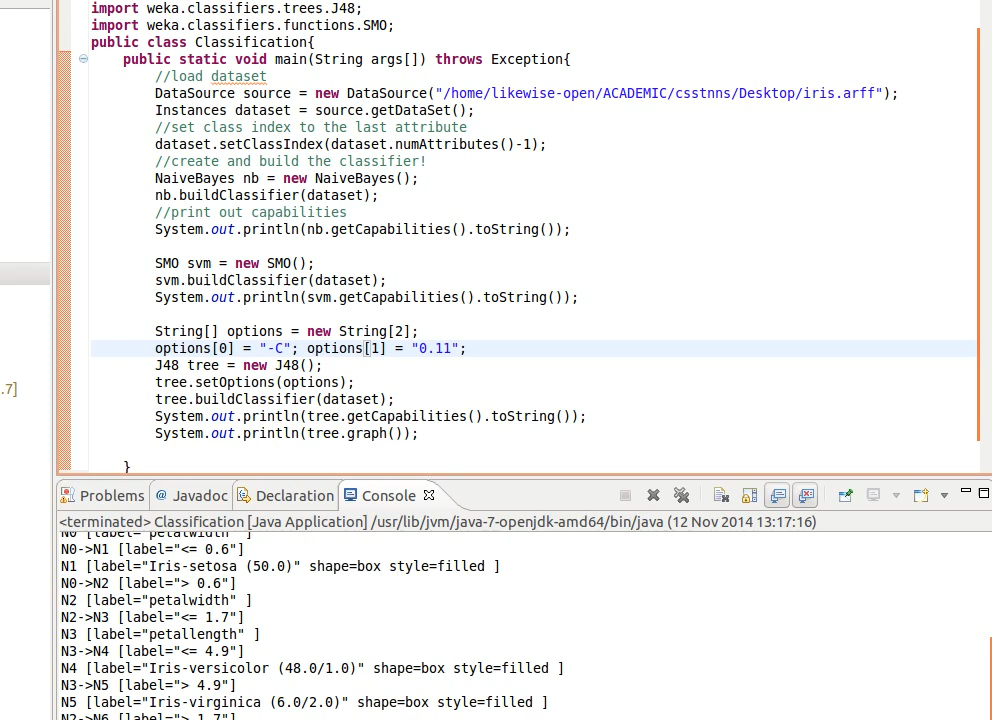 import weka.classifiers.trees.J48;
import weka.classifiers.functions.SMO;
public class Classification{
public static void main(String args[]) throws Exception{
//load dataset
DataSource source = new DataSource("/home/likewise-open/ACADEMIC/csstnns/Desktop/iris.arff");
Instances dataset = source.getDataSet();
//set class index to the last attribute
dataset.setClassIndex(dataset.numAttributes()-1);
//create and build the classifier!
NaiveBayes nb = new NaiveBayes();
nb.buildClassifier(dataset);
//print out capabilities
System.out.println(nb.getCapabilities().toString());
SMO svm = new SMO();
svm.buildClassifier(dataset);
System.out.println(svm.getCapabilities().toString());
String[] options = new String[2];
options[0] = "-C"; options[1] = "0.11";
J48 tree = new J48();
.7]
tree.setOptions(options);
tree.buildClassifier(dataset);
System.out.println(tree.getCapabilities().toString());
System.out.println(tree.graph());
}
Problems @ Javadoc Declaration Console
<terminated> Classification [Java Application] /usr/lib/jvm/java-7-openjdk-amd64/bin/java (12 Nov 2014 13:17:16)
N0 [label="petalwidth" ]
N0->N1 [label="<= 0.6"]
N1 [label="Iris-setosa (50.0)" shape=box style=filled ]
N0->N2 [label="> 0.6"]
N2 [label="petalwidth" ]
N2->N3 [label="<= 1.7"]
N3 [label="petallength" ]
N3->N4 [label="<= 4.9"]
N4 [label="Iris-versicolor (48.0/1.0)" shape=box style=filled ]
N3->N5 [label="> 4.9"]
N5 [label="Iris-virginica (6.0/2.0)" shape=box style=filled ]
N2->N6 [label="> 1.7"]